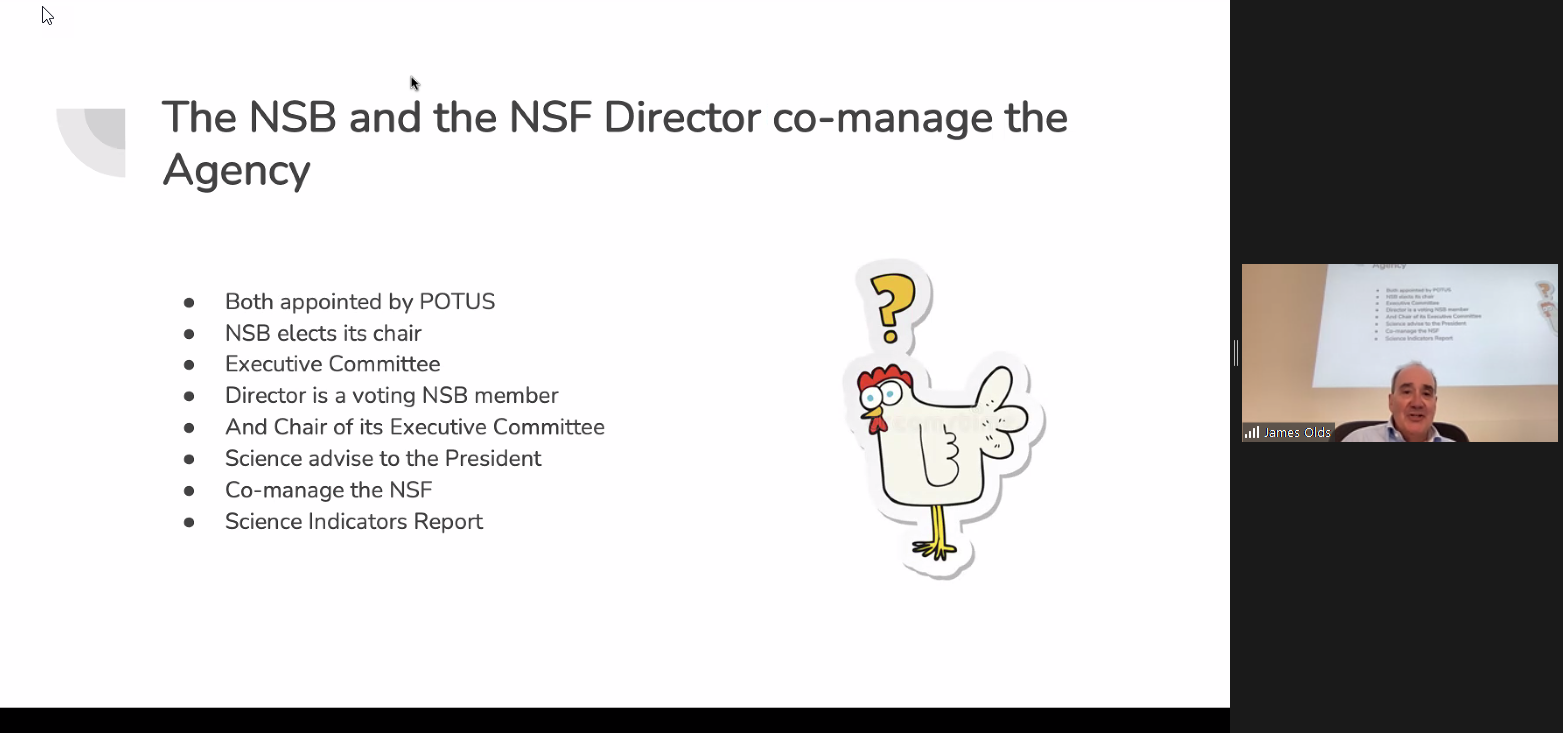 The NSB and the NSF Director co-manage the
Agency
Both appointed by POTUS
NSB elects its chair
Executive Committee
Director is a voting NSB member
And Chair of its Executive Committee
Science advise to the President
Co-manage the NSF
Science Indicators Report
?
Agency
Both appointed by POTUS
NSB elects its chair
Executive Committee
Director is a voting NSB member
And Chair of its Executive Committee
Science advise to the President
Co-manage the NSF
Science Indicators Report
James Olds